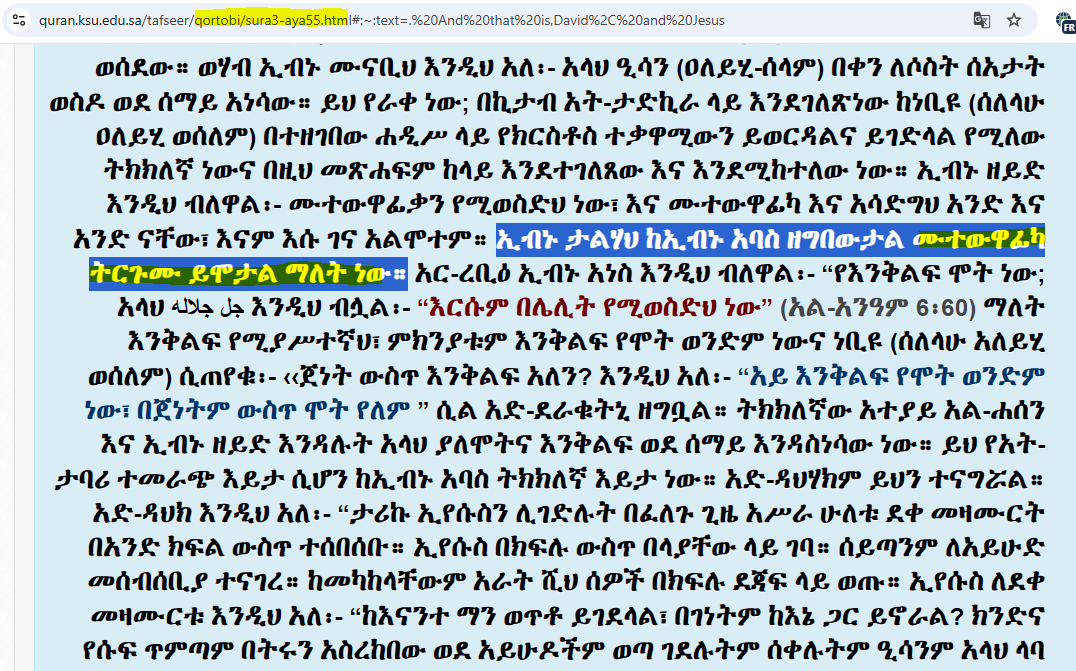 quran.ksu.edu.sa/tafseer/qortobi/sura3-aya55.html#:~:text=.%20And%20that%20is,David%2C%20and%20Jesus
FR
ወሰደው። ወሃብ ኢብኑ ሙናቢህ እንዲህ አለ፡- አላህ ዒሳን (ዐለይሂ-ሰላም) በቀን ለሶስት ሰአታት
ወስዶ ወደ ሰማይ አነሳው። ይህ የራቀ ነው; በኪታብ አት-ታድኪራ ላይ እንደገለጽነው ከነቢዩ (ሰለላሁ
ዐለይሂ ወሰለም) በተዘገበው ሐዲሥ ላይ የክርስቶስ ተቃዋሚውን ይወርዳልና ይገድላል የሚለው
ትክክለኛ ነውና በዚህ መጽሐፍም ከላይ እንደተገለጸው እና እንደሚከተለው ነው። ኢብኑ ዘይድ
እንዲህ ብለዋል፡- ሙተውዋፊቃን የሚወስድህ ነው፣ እና ሙተውዋፊካ እና አሳድግህ አንድ እና
አንድ ናቸው፣ እናም እሱ ገና አልሞተም። ኢብኑ ታልሃህ ከኢብኑ አባስ ዘግበውታል ሙተውዋፊካ
ትርጉሙ ይሞታል ማለት ነው። አር-ረቢዕ ኢብኑ አነስ እንዲህ ብለዋል፡- “የእንቅልፍ ሞት ነው;
አላህ جل جلاله እንዲህ ብሏል፡- “እርሱም በሌሊት የሚወስድህ ነው” (አል-አንዓም 6፡60) ማለት
እንቅልፍ የሚያሥተኛህ፣ ምክንያቱም እንቅልፍ የሞት ወንድም ነውና ነቢዩ (ሰለላሁ አለይሂ
ወሰለም) ሲጠየቁ፡- ‹‹ጀነት ውስጥ እንቅልፍ አለን? እንዲህ አለ፡- “አይ እንቅልፍ የሞት ወንድም
ነው፣ በጀነትም ውስጥ ሞት የለም ” ሲል አድ-ደራቁትኒ ዘግቧል። ትክክለኛው አተያይ አል-ሐሰን
እና ኢብኑ ዘይድ እንዳሉት አላህ ያለሞትና እንቅልፍ ወደ ሰማይ እንዳስነሳው ነው። ይህ የአት-
ታባሪ ተመራጭ እይታ ሲሆን ከኢብኑ አባስ ትክክለኛ እይታ ነው። አድ-ዳህሃክም ይህን ተናግሯል።
አድ-ዳህክ እንዲህ አለ፡- “ታሪኩ ኢየሱስን ሊገድሉት በፈለጉ ጊዜ አሥራ ሁለቱ ደቀ መዛሙርት
በአንድ ክፍል ውስጥ ተሰበሰቡ። ኢየሱስ በክፍሉ ውስጥ በላያቸው ላይ ገባ። ሰይጣንም ለአይሁድ
መሰብሰቢያ ተናገረ። ከመካከላቸውም አራት ሺህ ሰዎች በክፍሉ ደጃፍ ላይ ወጡ። ኢየሱስ ለደቀ
መዛሙርቱ እንዲህ አለ፡- “ከእናንተ ማን ወጥቶ ይገደላል፣ በገነትም ከእኔ ጋር ይኖራል? ክንድና
የሱፍ ጥምጣም በትሩን አስረከበው ወደ አይሁዶችም ወጣ ገደሉትም ሰቀሉትም ዒሳንም አላህ ላባ